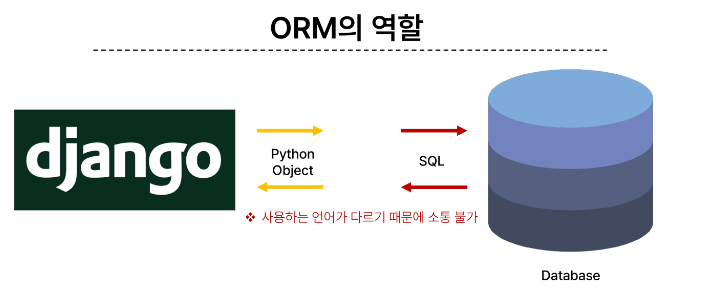 ORM의 역할
django
Python
Object
SQL
❖ 사용하는 언어가 다르기 때문에 소통 불가
Database